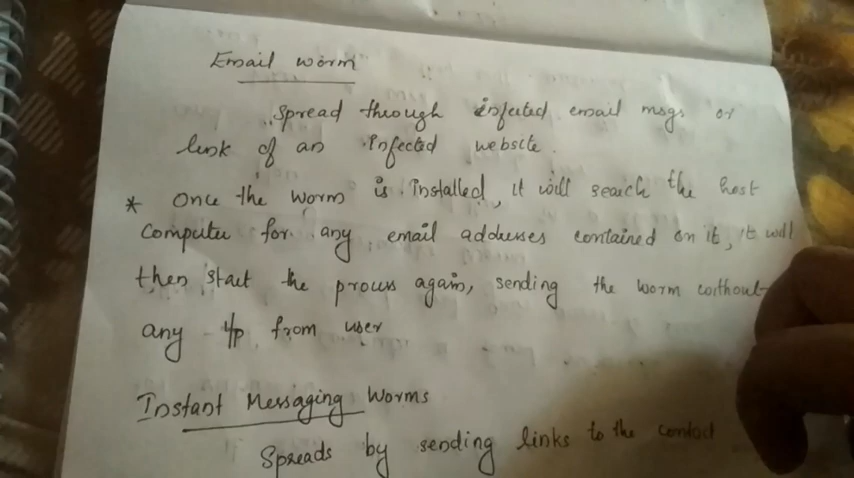 Email worm
Spread through infected email msgs or
link of an infected website.
* Once the worm is installed, it will search the host
computer for any email addresses contained on it, it will
then start the process again, sending the worm without
any i/p from user
Instant Messaging Worms
Spreads by sending links to the contact